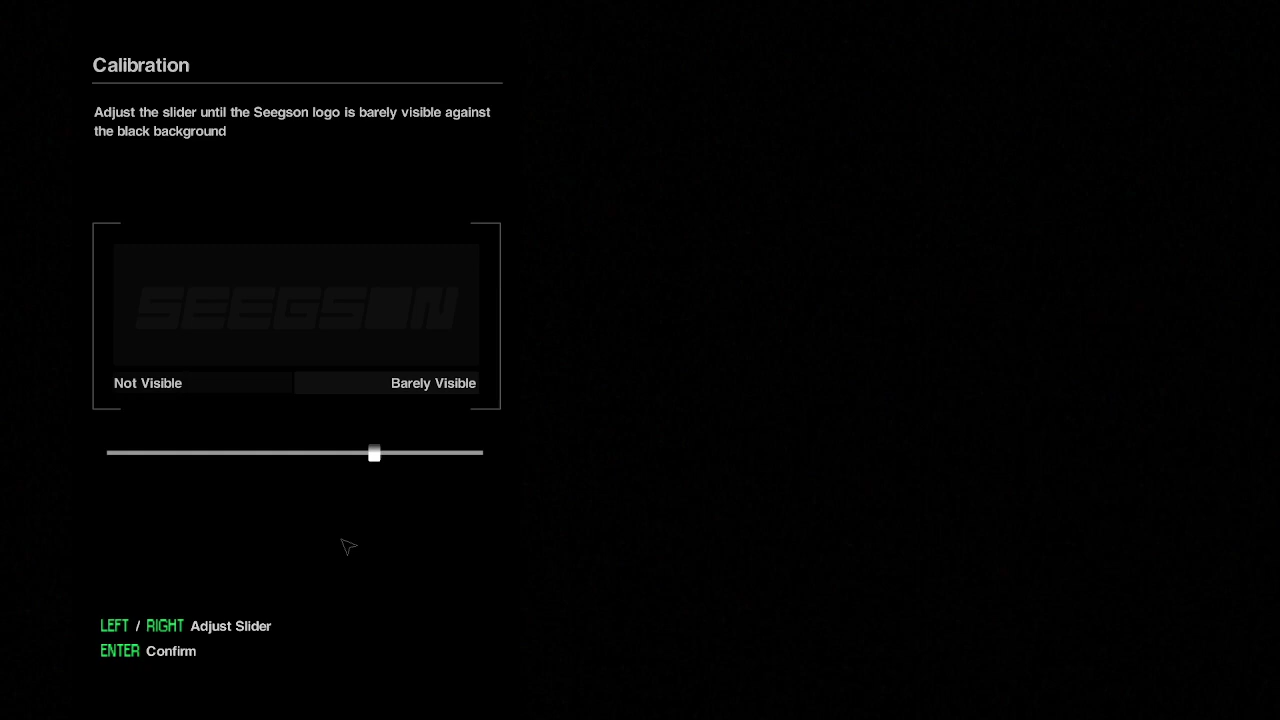 Calibration
Adjust the slider until the Seegson logo is barely visible against
the black background
SEEGSON
Not Visible
Barely Visible
LEFT / RIGHT Adjust Slider
ENTER Confirm